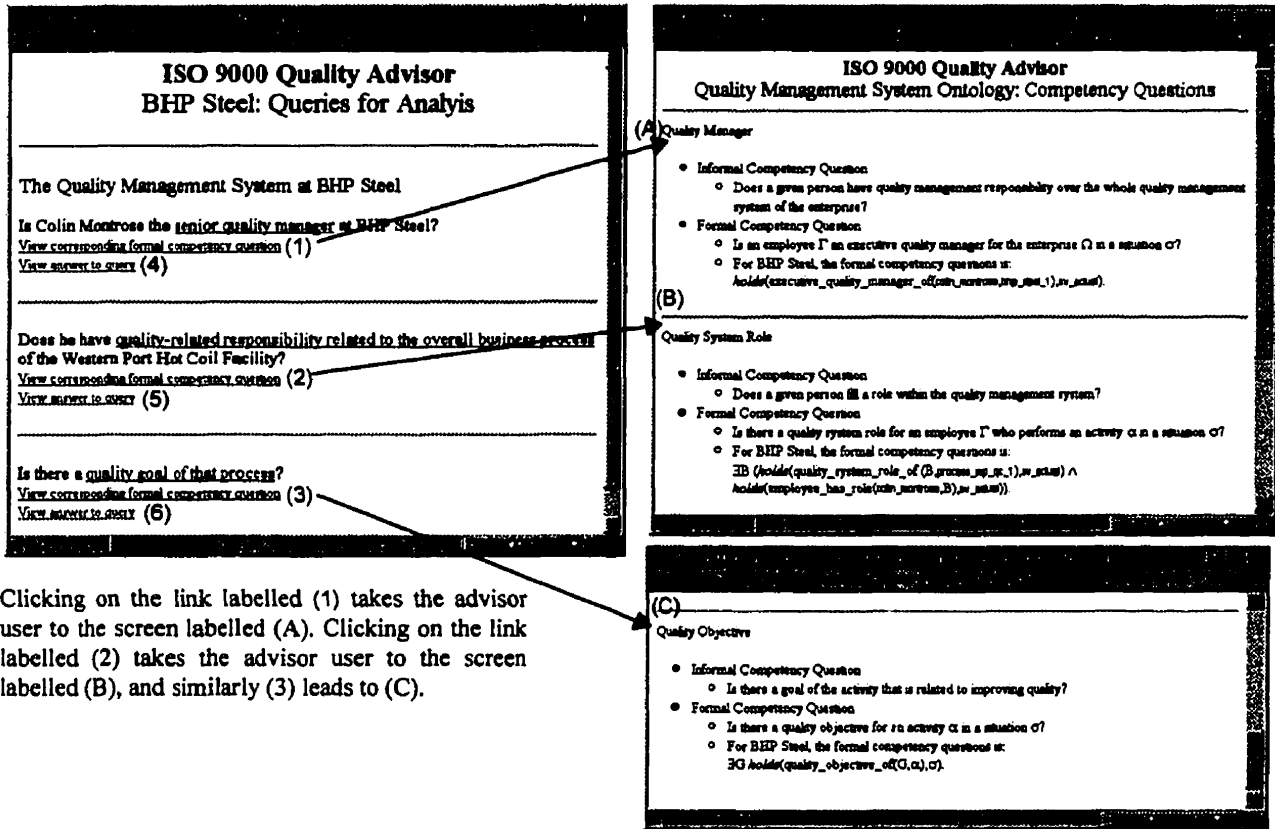 ISO 9000 Quality Advisor
BHP Steel: Queries for Analyis
The Quality Management System at BHP Steel
Is Colin Montrose the senior quality manager at BHP Steel?
View corresponding formal competency question (1)
View answer to query (4)
Does he have quality-related responsibility related to the overall business process
of the Western Port Hot Coil Facility?
View corresponding formal competency question (2)
View answer to query (5)
Is there a quality goal of that process?
View corresponding formal competency question (3)
View answer to query (6)
Clicking on the link labelled (1) takes the advisor
user to the screen labelled (A). Clicking on the link
labelled (2) takes the advisor user to the screen
labelled (B), and similarly (3) leads to (C).
ISO 9000 Quality Advisor
Quality Management System Ontology: Competency Questions
(A) Quality Manager
• Informal Competency Question
o Does a given person have quality management responsibility over the whole quality management
system of the enterprise?
• Formal Competency Question
o Is an employee Γ an executive quality manager for the enterprise Ω in a situation σ?
o For BHP Steel, the formal competency questions is:
holds(executive_quality_manager_of(
(B)
Quality System Role
• Informal Competency Question
o Does a given person fill a role within the quality management system?
• Formal Competency Question
o Is there a quality system role for an employee Γ who performs an activity α in a situation σ?
o For BHP Steel, the formal competency questions is:
∃B (holds(quality_system_role_of (B, ∧
holds(employee_has_role(
(C)
Quality Objective
• Informal Competency Question
o Is there a goal of the activity that is related to improving quality?
• Formal Competency Question
o Is there a quality objective for an activity α in a situation σ?
o For BHP Steel, the formal competency questions is:
∃G holds(quality_objective_of(G,α),σ).